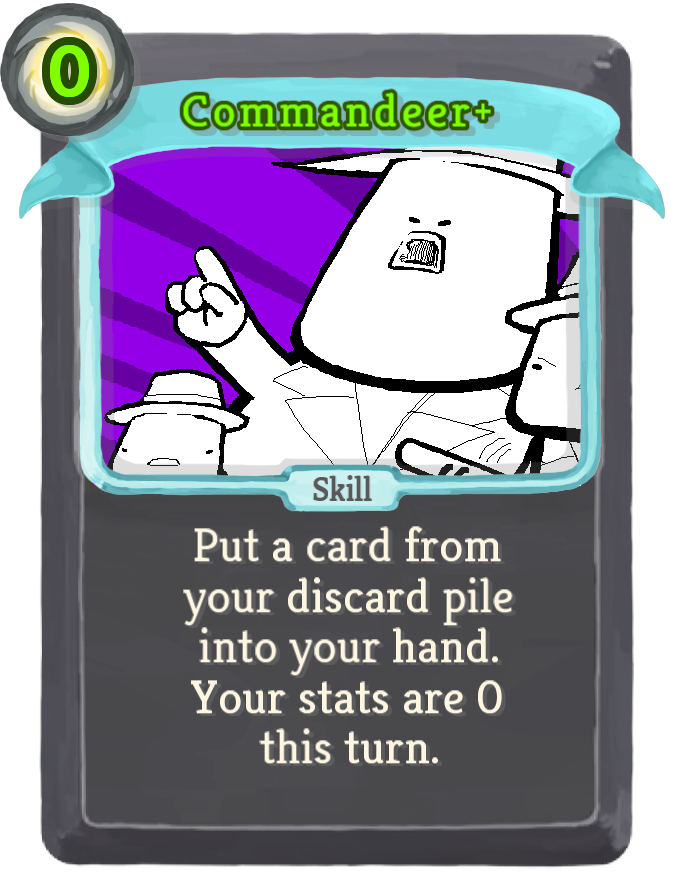 0
Commandeer+
Skill
Put a card from
your discard pile
into your hand.
Your stats are 0
this turn.